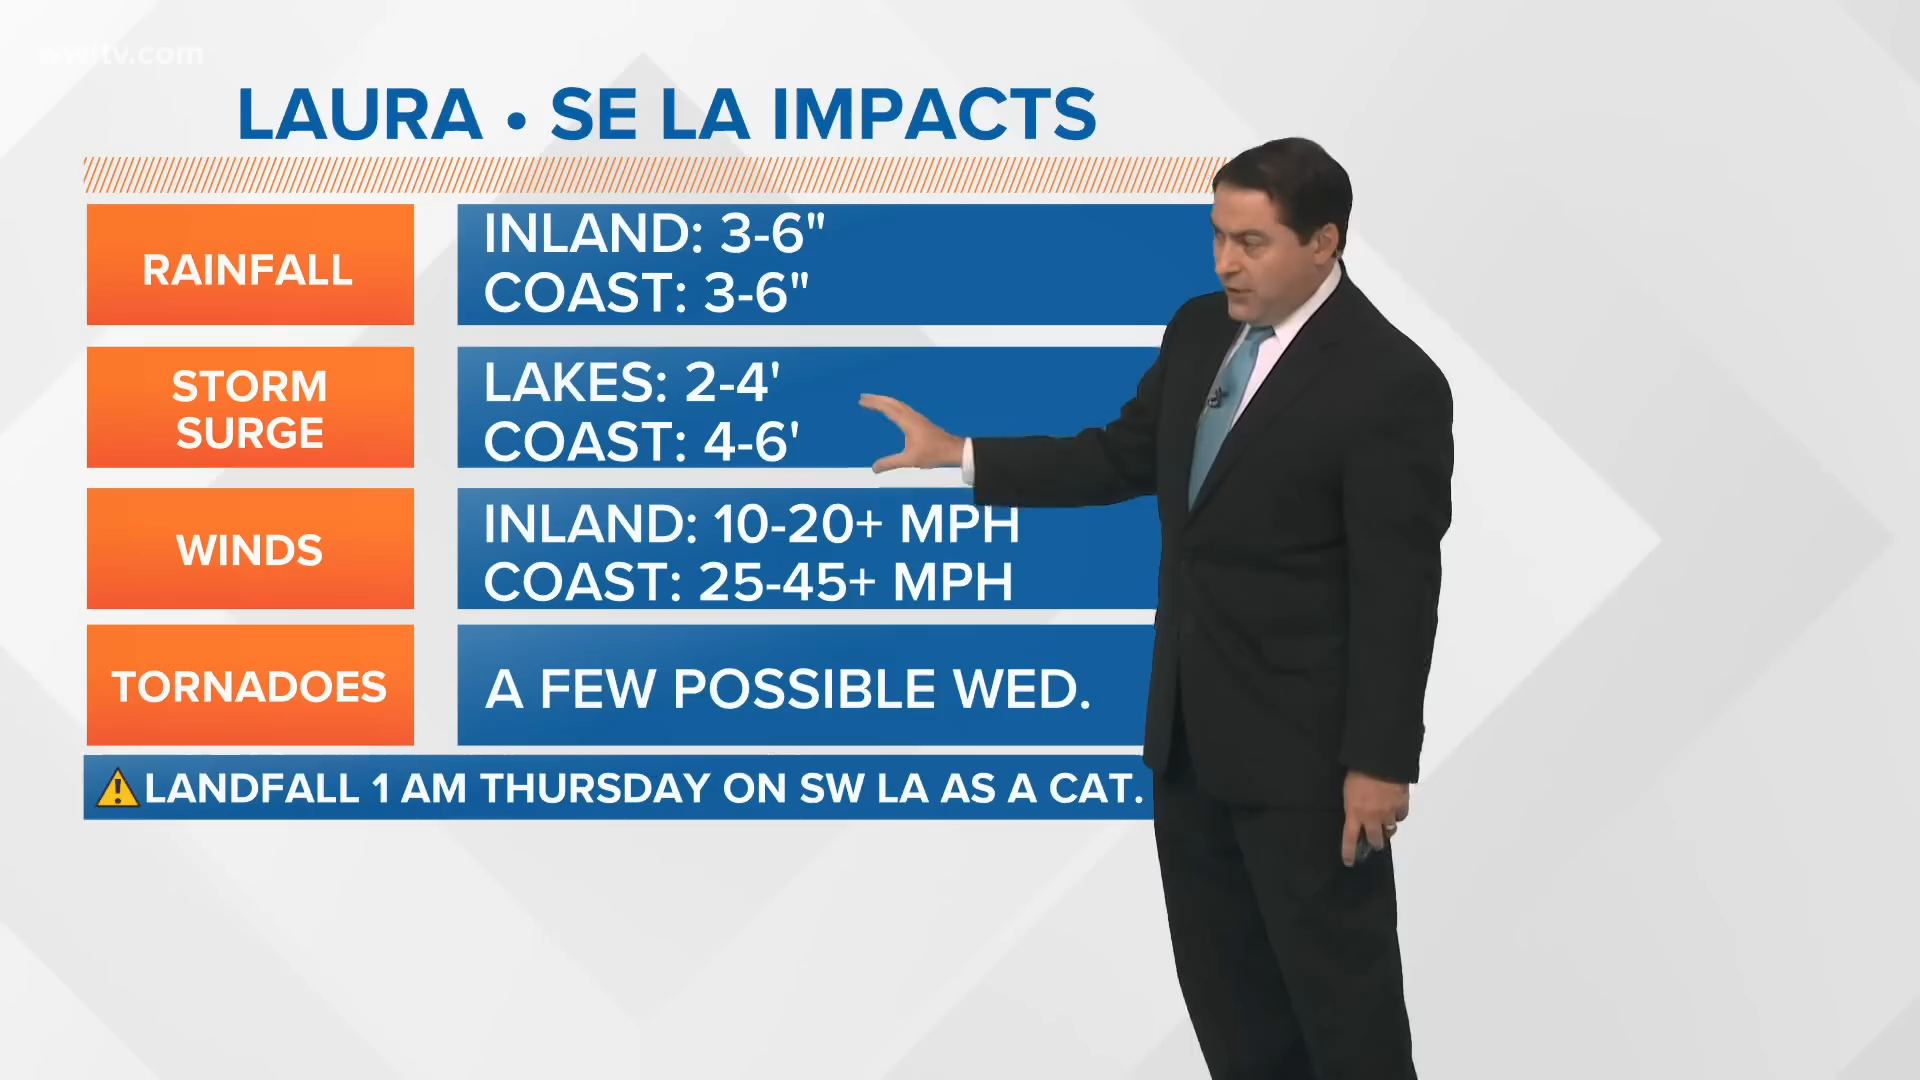 wwltv.com
LAURA • SE LA IMPACTS
RAINFALL
INLAND: 3-6"
COAST: 3-6"
STORM
SURGE
LAKES: 2-4'
COAST: 4-6'
WINDS
INLAND: 10-20+ MPH
COAST: 25-45+ MPH
TORNADOES
A FEW POSSIBLE WED.
LANDFALL 1 AM THURSDAY ON SW LA AS A CAT.